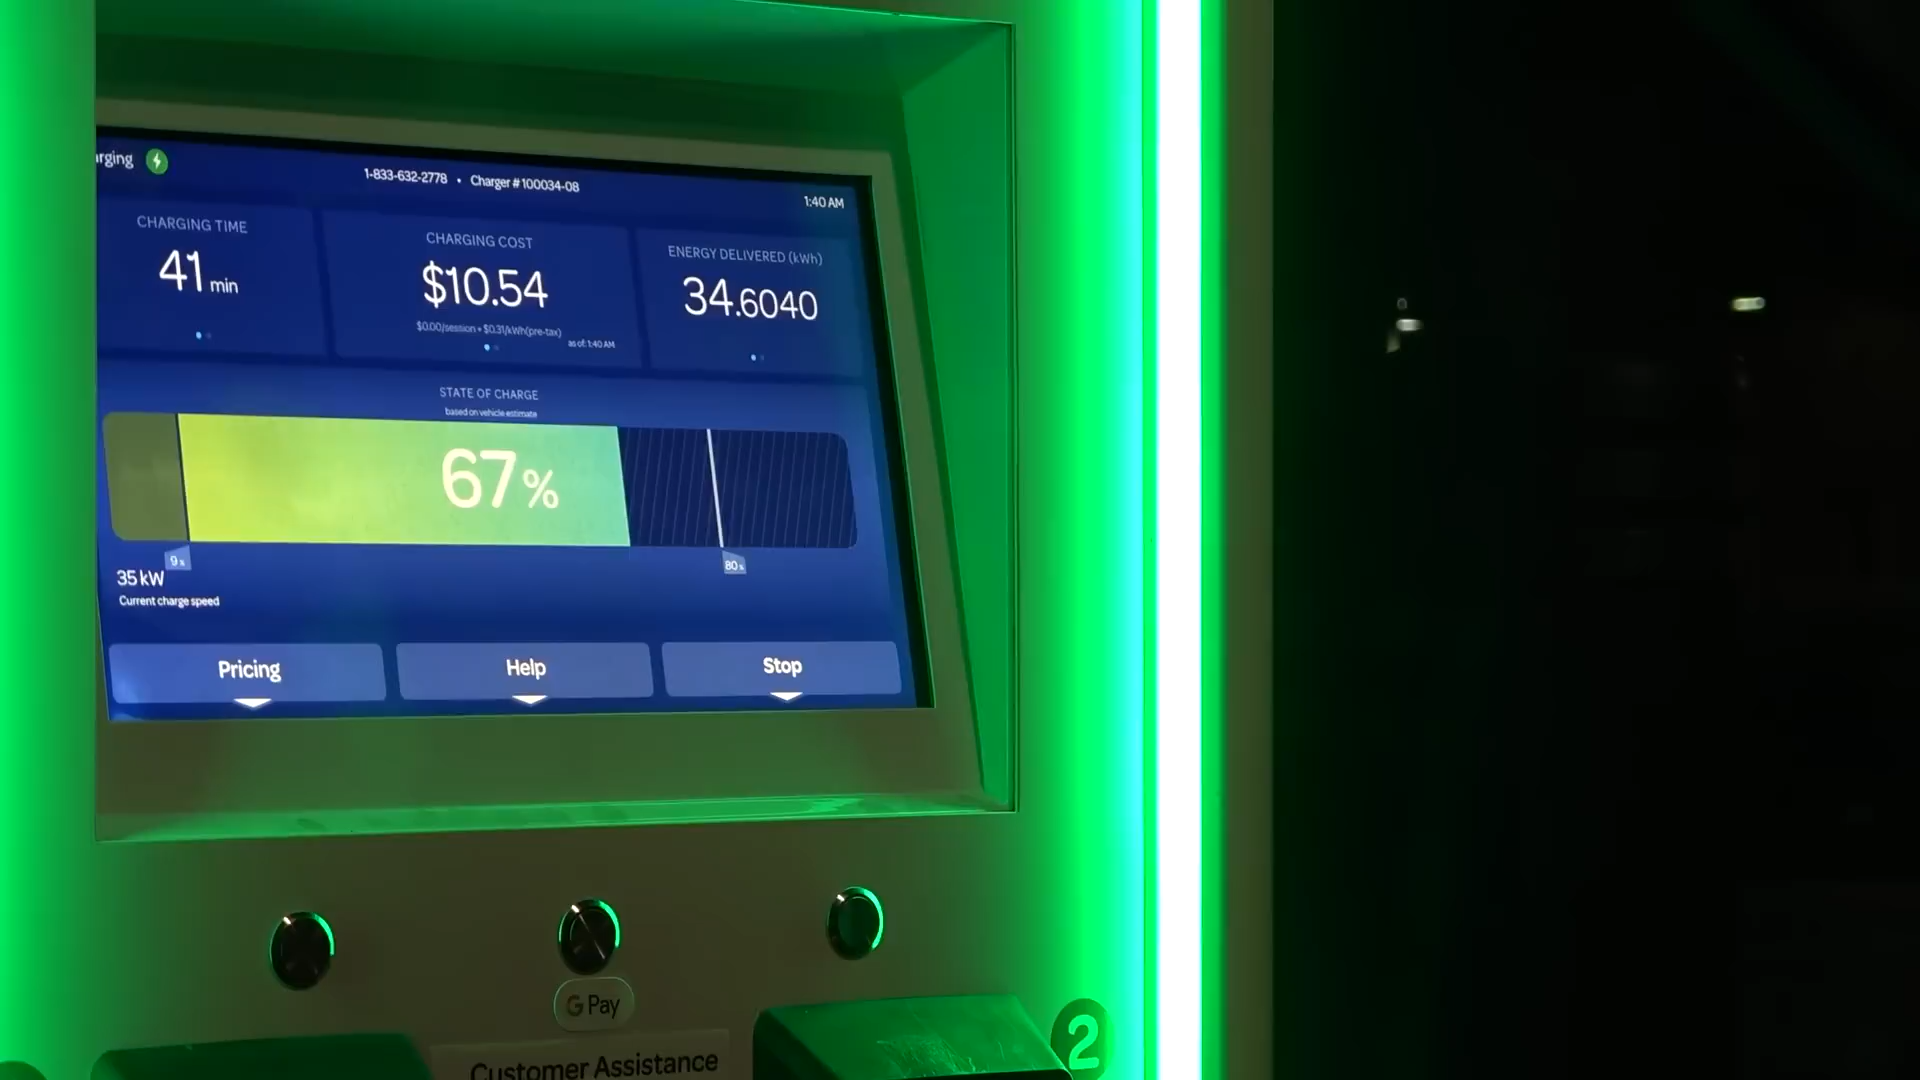 arging
1-833-632-2778 • Charger # 100034-08
1:40 AM
CHARGING TIME
41 min
CHARGING COST
$10.54
$0.00/session • $0.31/kWh(pre-tax)
as of: 1:40 AM
ENERGY DELIVERED (kWh)
34.6040
STATE OF CHARGE
based on vehicle estimate
67%
9%
80%
35 kW
Current charge speed
Pricing
Help
Stop
G Pay
Customer Assistance
2